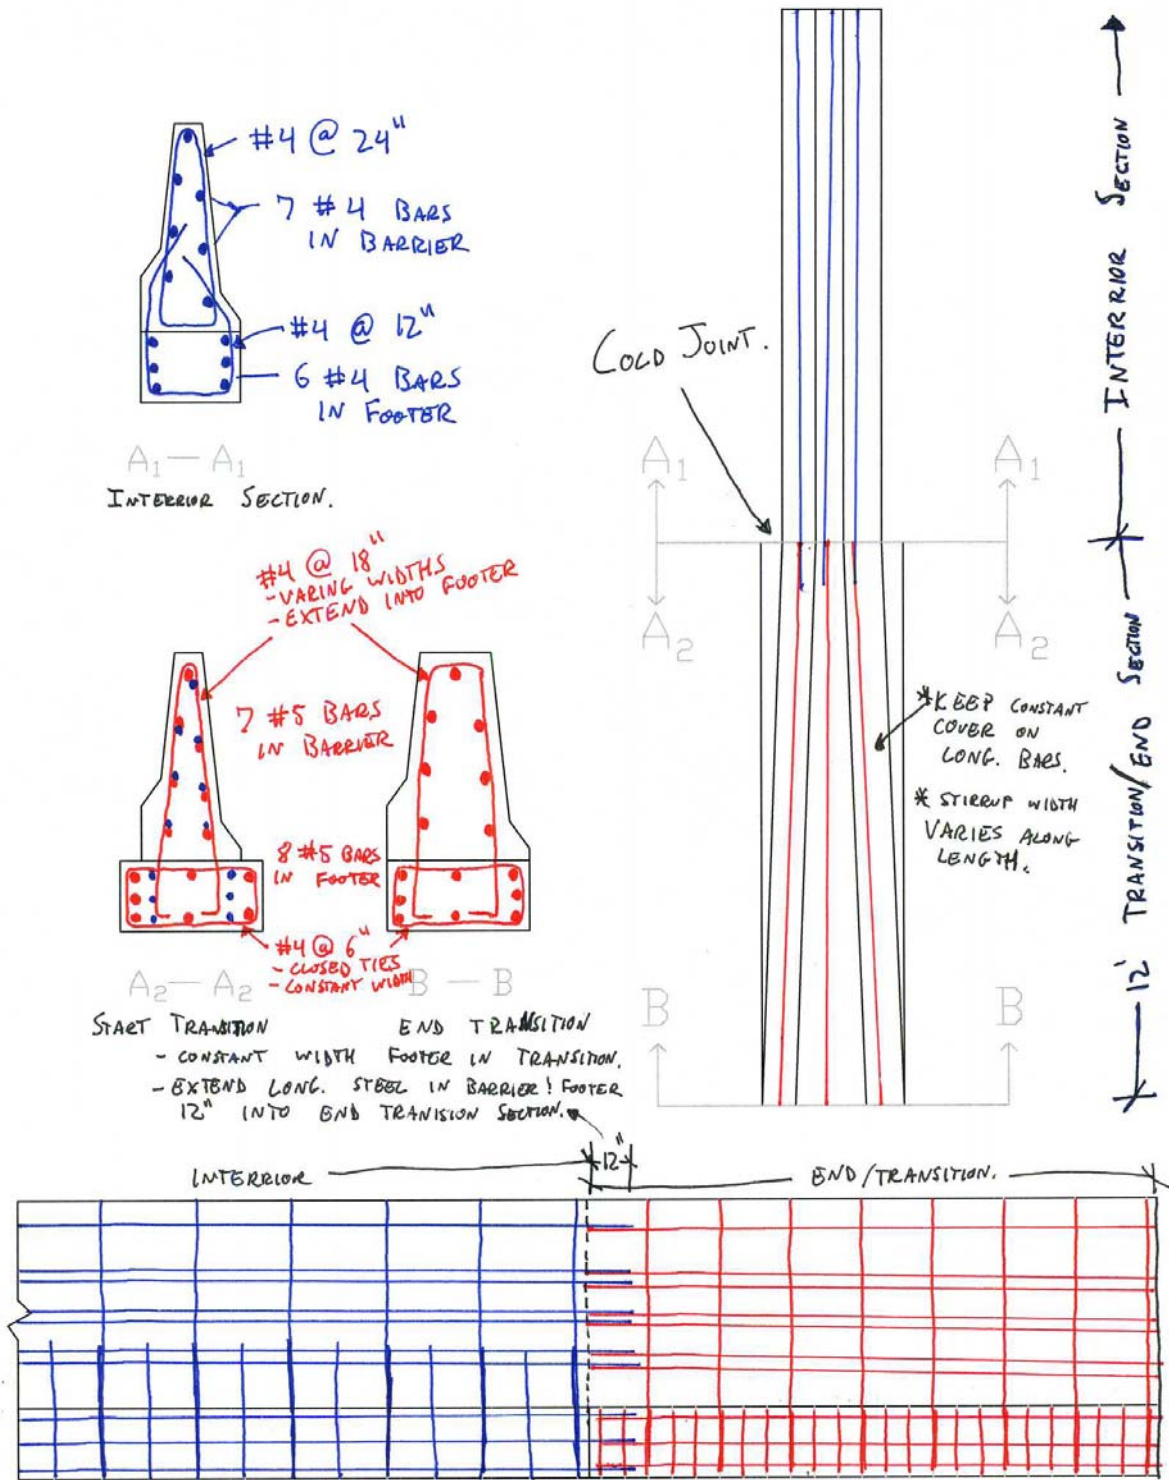 #4 @ 24"
7 #4 BARS
IN BARRIER
#4 @ 12"
6 #4 BARS
IN FOOTER
A1 — A1
INTERRIOR SECTION.
COLD JOINT.
A1
A1
A2
A2
INTERRIOR SECTION
12' TRANSITION/END SECTION
*KEEP CONSTANT
COVER ON
LONG. BARS.
* STIRRUP WIDTH
VARIES ALONG
LENGTH.
B
B
#4 @ 18"
- VARING WIDTHS
- EXTEND INTO FOOTER
7 #5 BARS
IN BARRIER
8 #5 BARS
IN FOOTER
#4 @ 6"
- CLOSED TIES
- CONSTANT WIDTH
A2 — A2
B — B
START TRANSITION
END TRANSITION
- CONSTANT WIDTH FOOTER IN TRANSITION.
- EXTEND LONG. STEEL IN BARRIER ! FOOTER
12" INTO END TRANISION SECTION.
12"
INTERRIOR
END/TRANSITION.